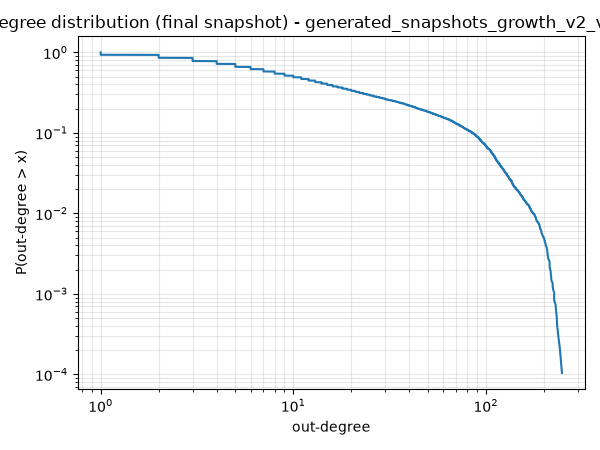 egree distribution (final snapshot) - generated_snapshots_growth_v2_v
P(out-degree > x)
10⁰
10⁻¹
10⁻²
10⁻³
10⁻⁴
10⁰ 10¹ 10²
out-degree